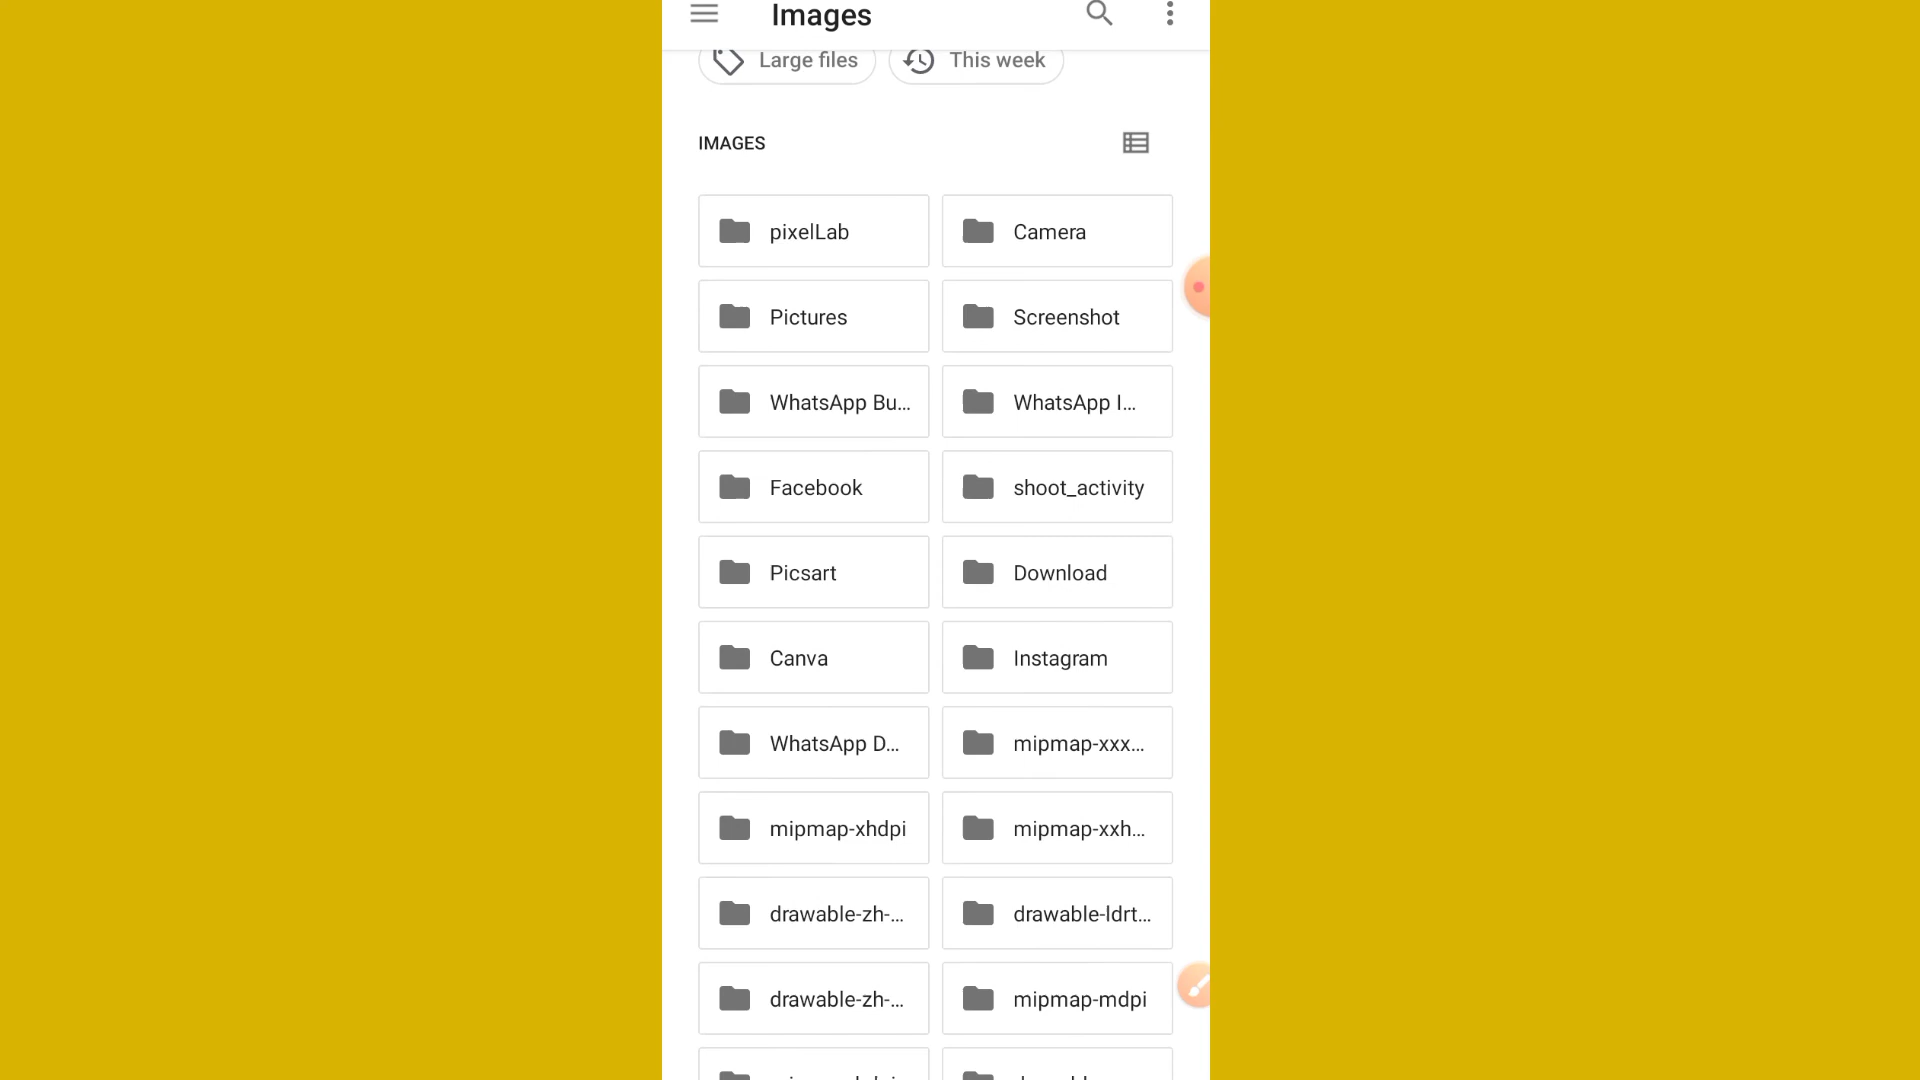 Images
Large files
This week
IMAGES
pixelLab
Camera
Pictures
Screenshot
WhatsApp Bu...
WhatsApp I...
Facebook
shoot_activity
Picsart
Download
Canva
Instagram
WhatsApp D...
mipmap-xxx...
mipmap-xhdpi
mipmap-xxh...
drawable-zh-...
drawable-ldrt...
drawable-zh-...
mipmap-mdpi